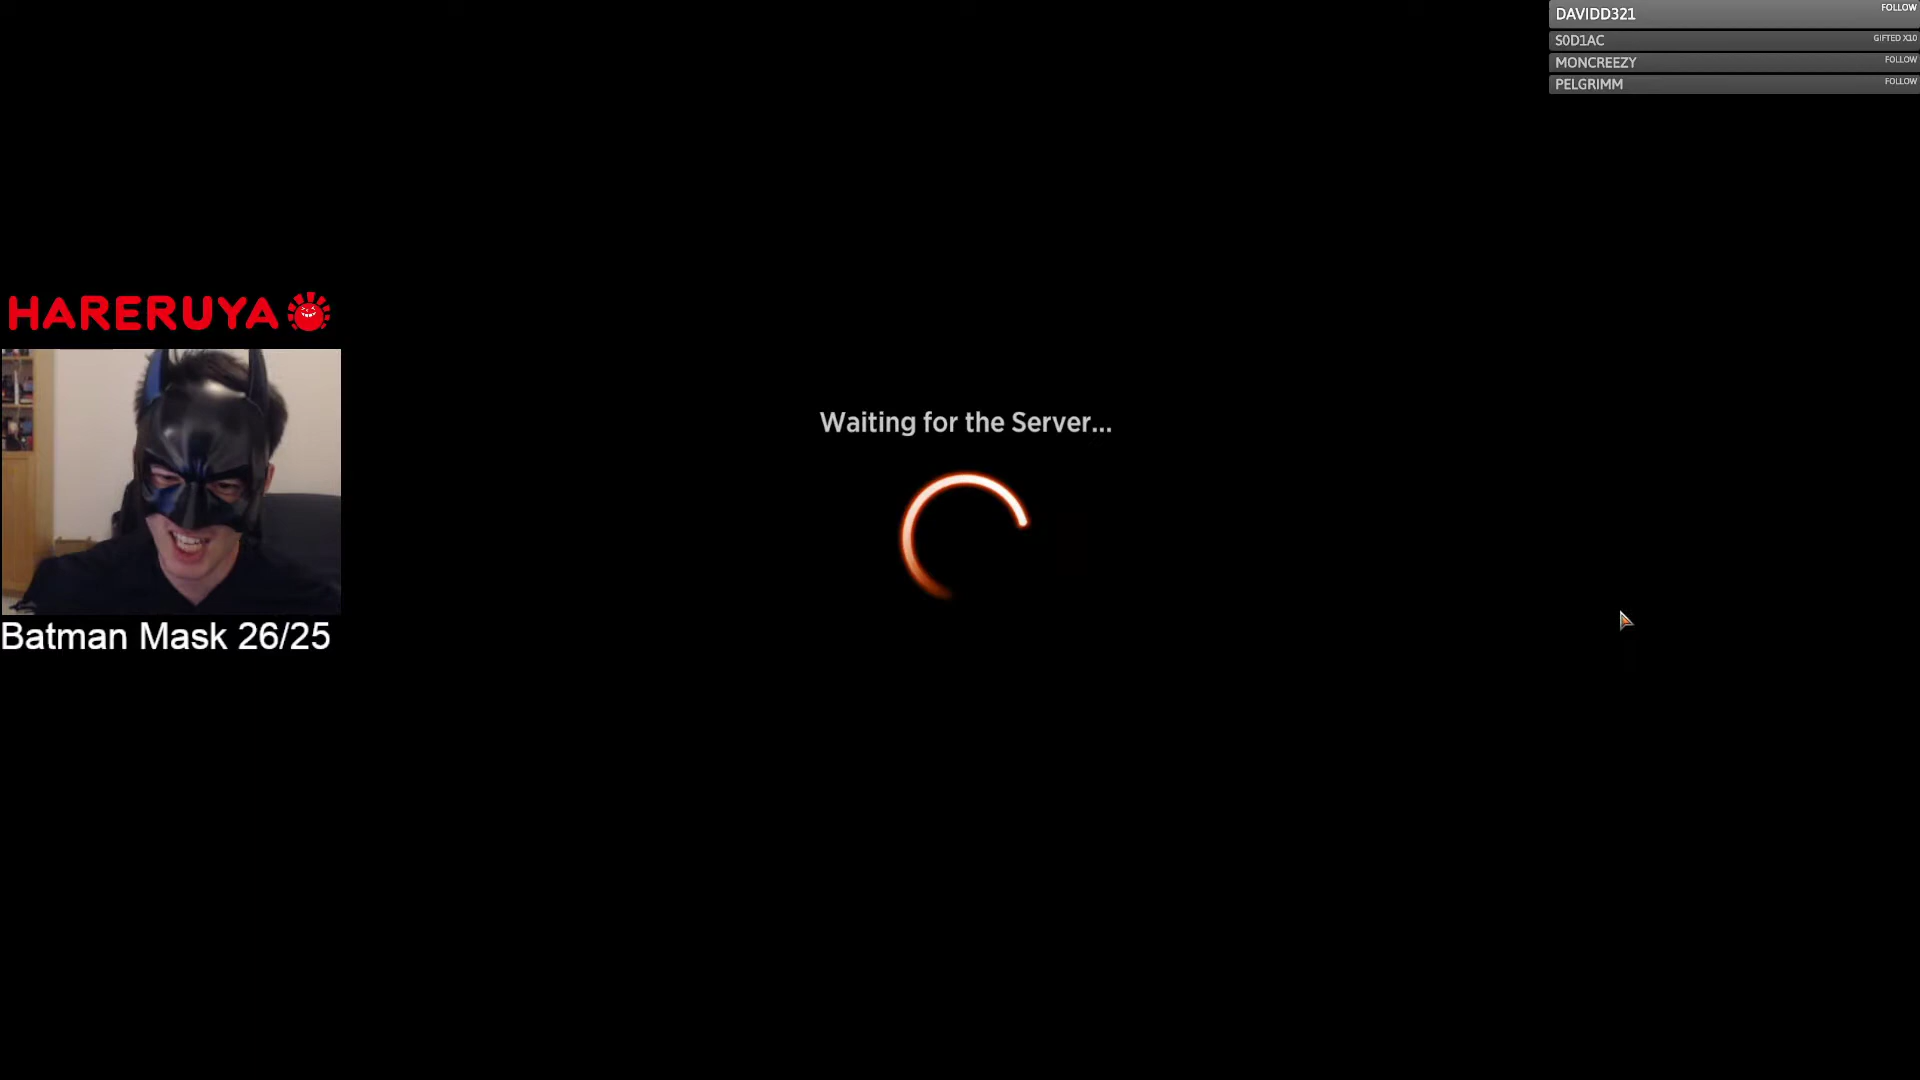 DAVIDD321 FOLLOW
S0D1AC GIFTED X10
MONCREEZY FOLLOW
PELGRIMM FOLLOW
HARERUYA
Waiting for the Server...
Batman Mask 26/25